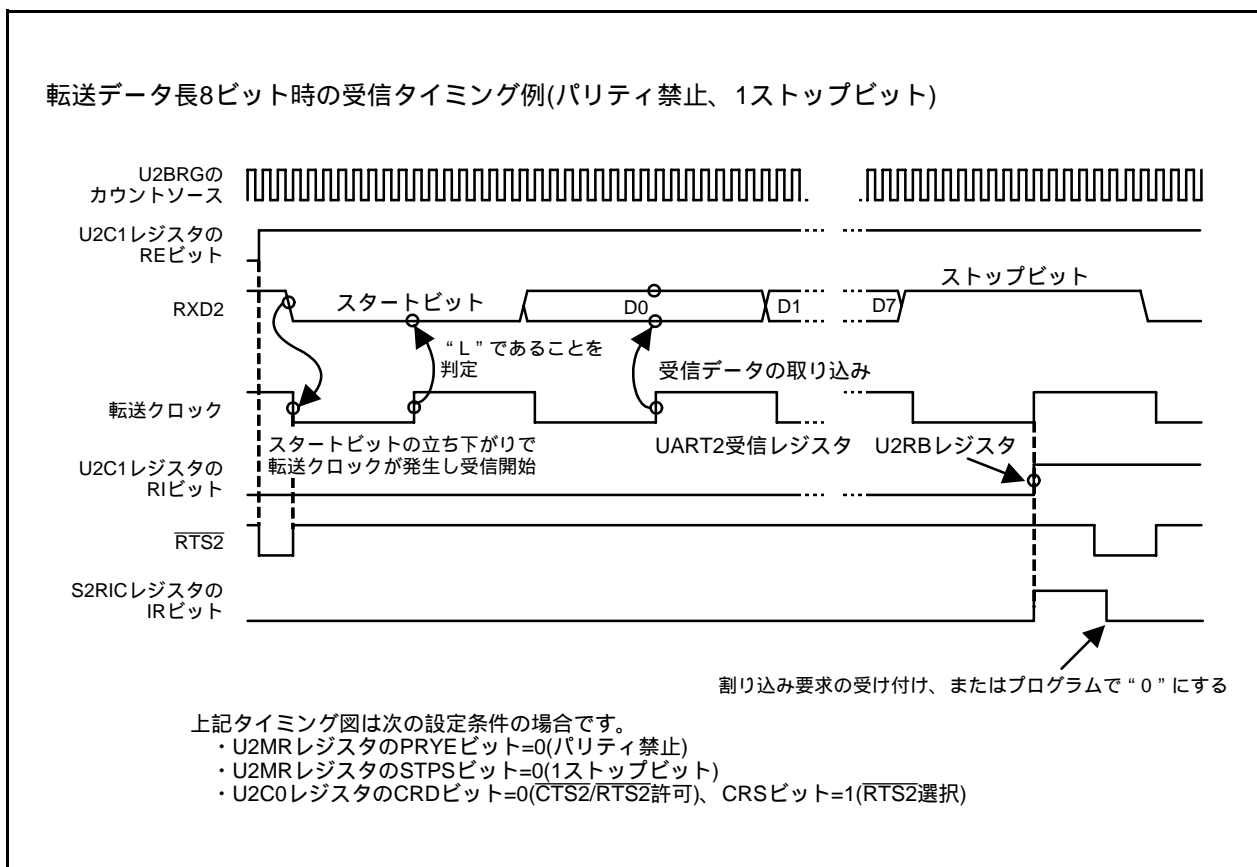 転送データ長8ビット時の受信タイミング例(パリティ禁止、1ストップビット)
U2BRGの
カウントソース
U2C1レジスタの
REビット
RXD2
スタートビット
D0
D1
D7
ストップビット
“L”であることを
判定
受信データの取り込み
転送クロック
スタートビットの立ち下がりで
転送クロックが発生し受信開始
UART2受信レジスタ
U2RBレジスタ
U2C1レジスタの
RIビット
RTS2
S2RICレジスタの
IRビット
割り込み要求の受け付け、またはプログラムで“0”にする
上記タイミング図は次の設定条件の場合です。
・U2MRレジスタのPRYEビット=0(パリティ禁止)
・U2MRレジスタのSTPSビット=0(1ストップビット)
・U2C0レジスタのCRDビット=0(CTS2/RTS2許可)、CRSビット=1(RTS2選択)